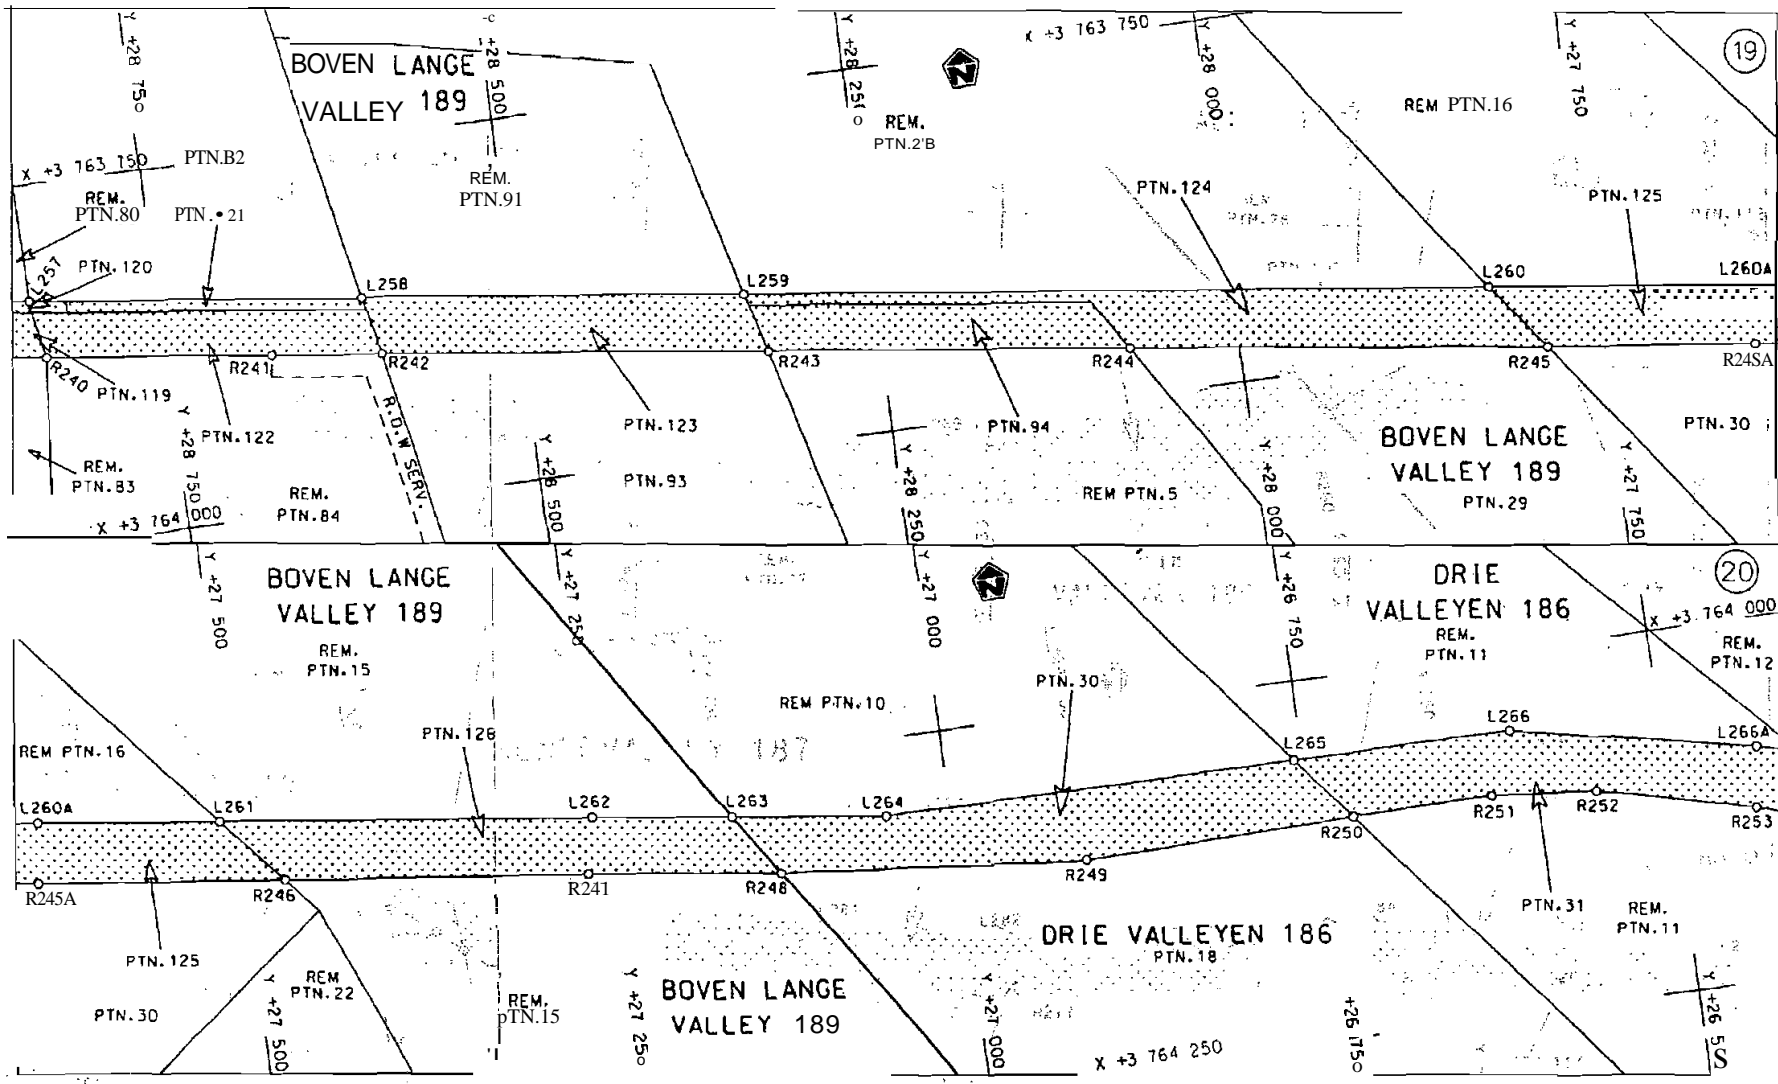 Y +28 750
-c
Y +28 500
Y +28 250
X +3 763 750
Y +28 000
Y +27 750
19
BOVEN LANGE
VALLEY 189
N
REM.
PTN.2'B
REM PTN.16
X +3 763 750
PTN.B2
REM.
PTN.80
PTN.•21
REM.
PTN.91
PTN.124
PTN.125
L257
PTN.120
L258
L259
L260
L260A
R240
R241
R242
R243
R244
R245
R24SA
PTN.119
PTN.122
R.O.W SERV.
PTN.123
PTN.94
PTN.30
REM.
PTN.83
Y +28 750
REM.
PTN.84
X +3 764 000
Y +28 500
PTN.93
Y +28 250
REM PTN.5
Y +28 000
BOVEN LANGE
VALLEY 189
PTN.29
Y +27 750
Y +27 500
BOVEN LANGE
VALLEY 189
REM.
PTN.15
Y +27 250
N
Y +27 000
Y +26 750
DRIE
VALLEYEN 186
REM.
PTN.11
20
X +3 764 000
REM.
PTN.12
REM PTN.16
PTN.126
187
REM PTN.10
PTN.30
L260A
L261
L262
L263
L264
L265
L266
L266A
R245A
R246
R241
R248
R249
R250
R251
R252
R253
PTN.125
PTN.30
REM
PTN.22
Y +27 500
REM.
pTN.15
Y +27 250
BOVEN LANGE
VALLEY 189
DRIE VALLEYEN 186
PTN.18
Y +27 000
X +3 764 250
+26 750
PTN.31
REM.
PTN.11
Y +26 5S